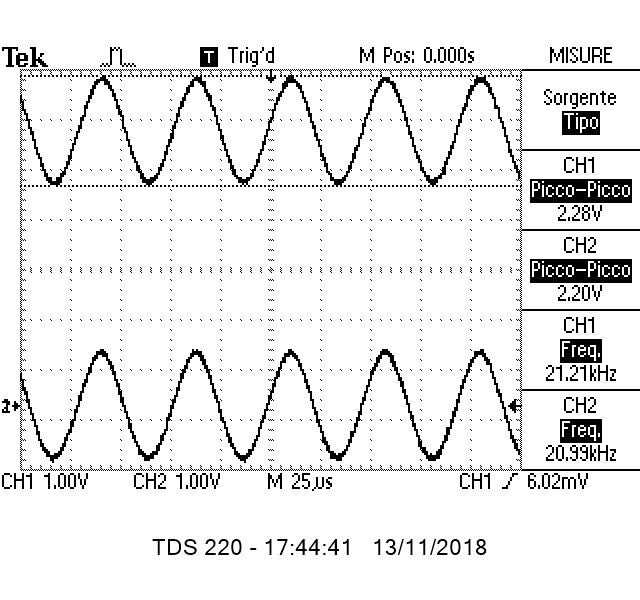 Tek T Trig'd M Pos: 0.000s MISURE
Sorgente
Tipo
CH1
Picco-Picco
2.28V
CH2
Picco-Picco
2.20V
CH1
Freq.
21.21kHz
2
CH2
Freq.
20.99kHz
CH1 1.00V CH2 1.00V M 25µs CH1 6.02mV
TDS 220 - 17:44:41 13/11/2018